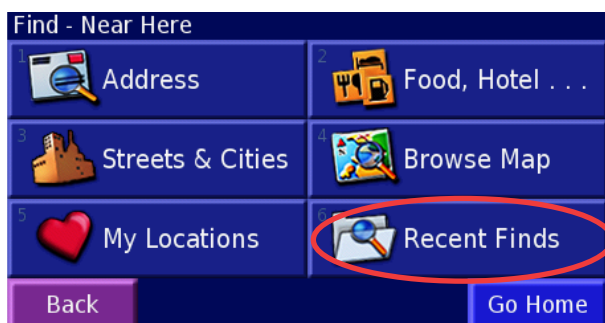 Find - Near Here
1 Address
2 Food, Hotel . . .
3 Streets & Cities
4 Browse Map
5 My Locations
6 Recent Finds
Back
Go Home